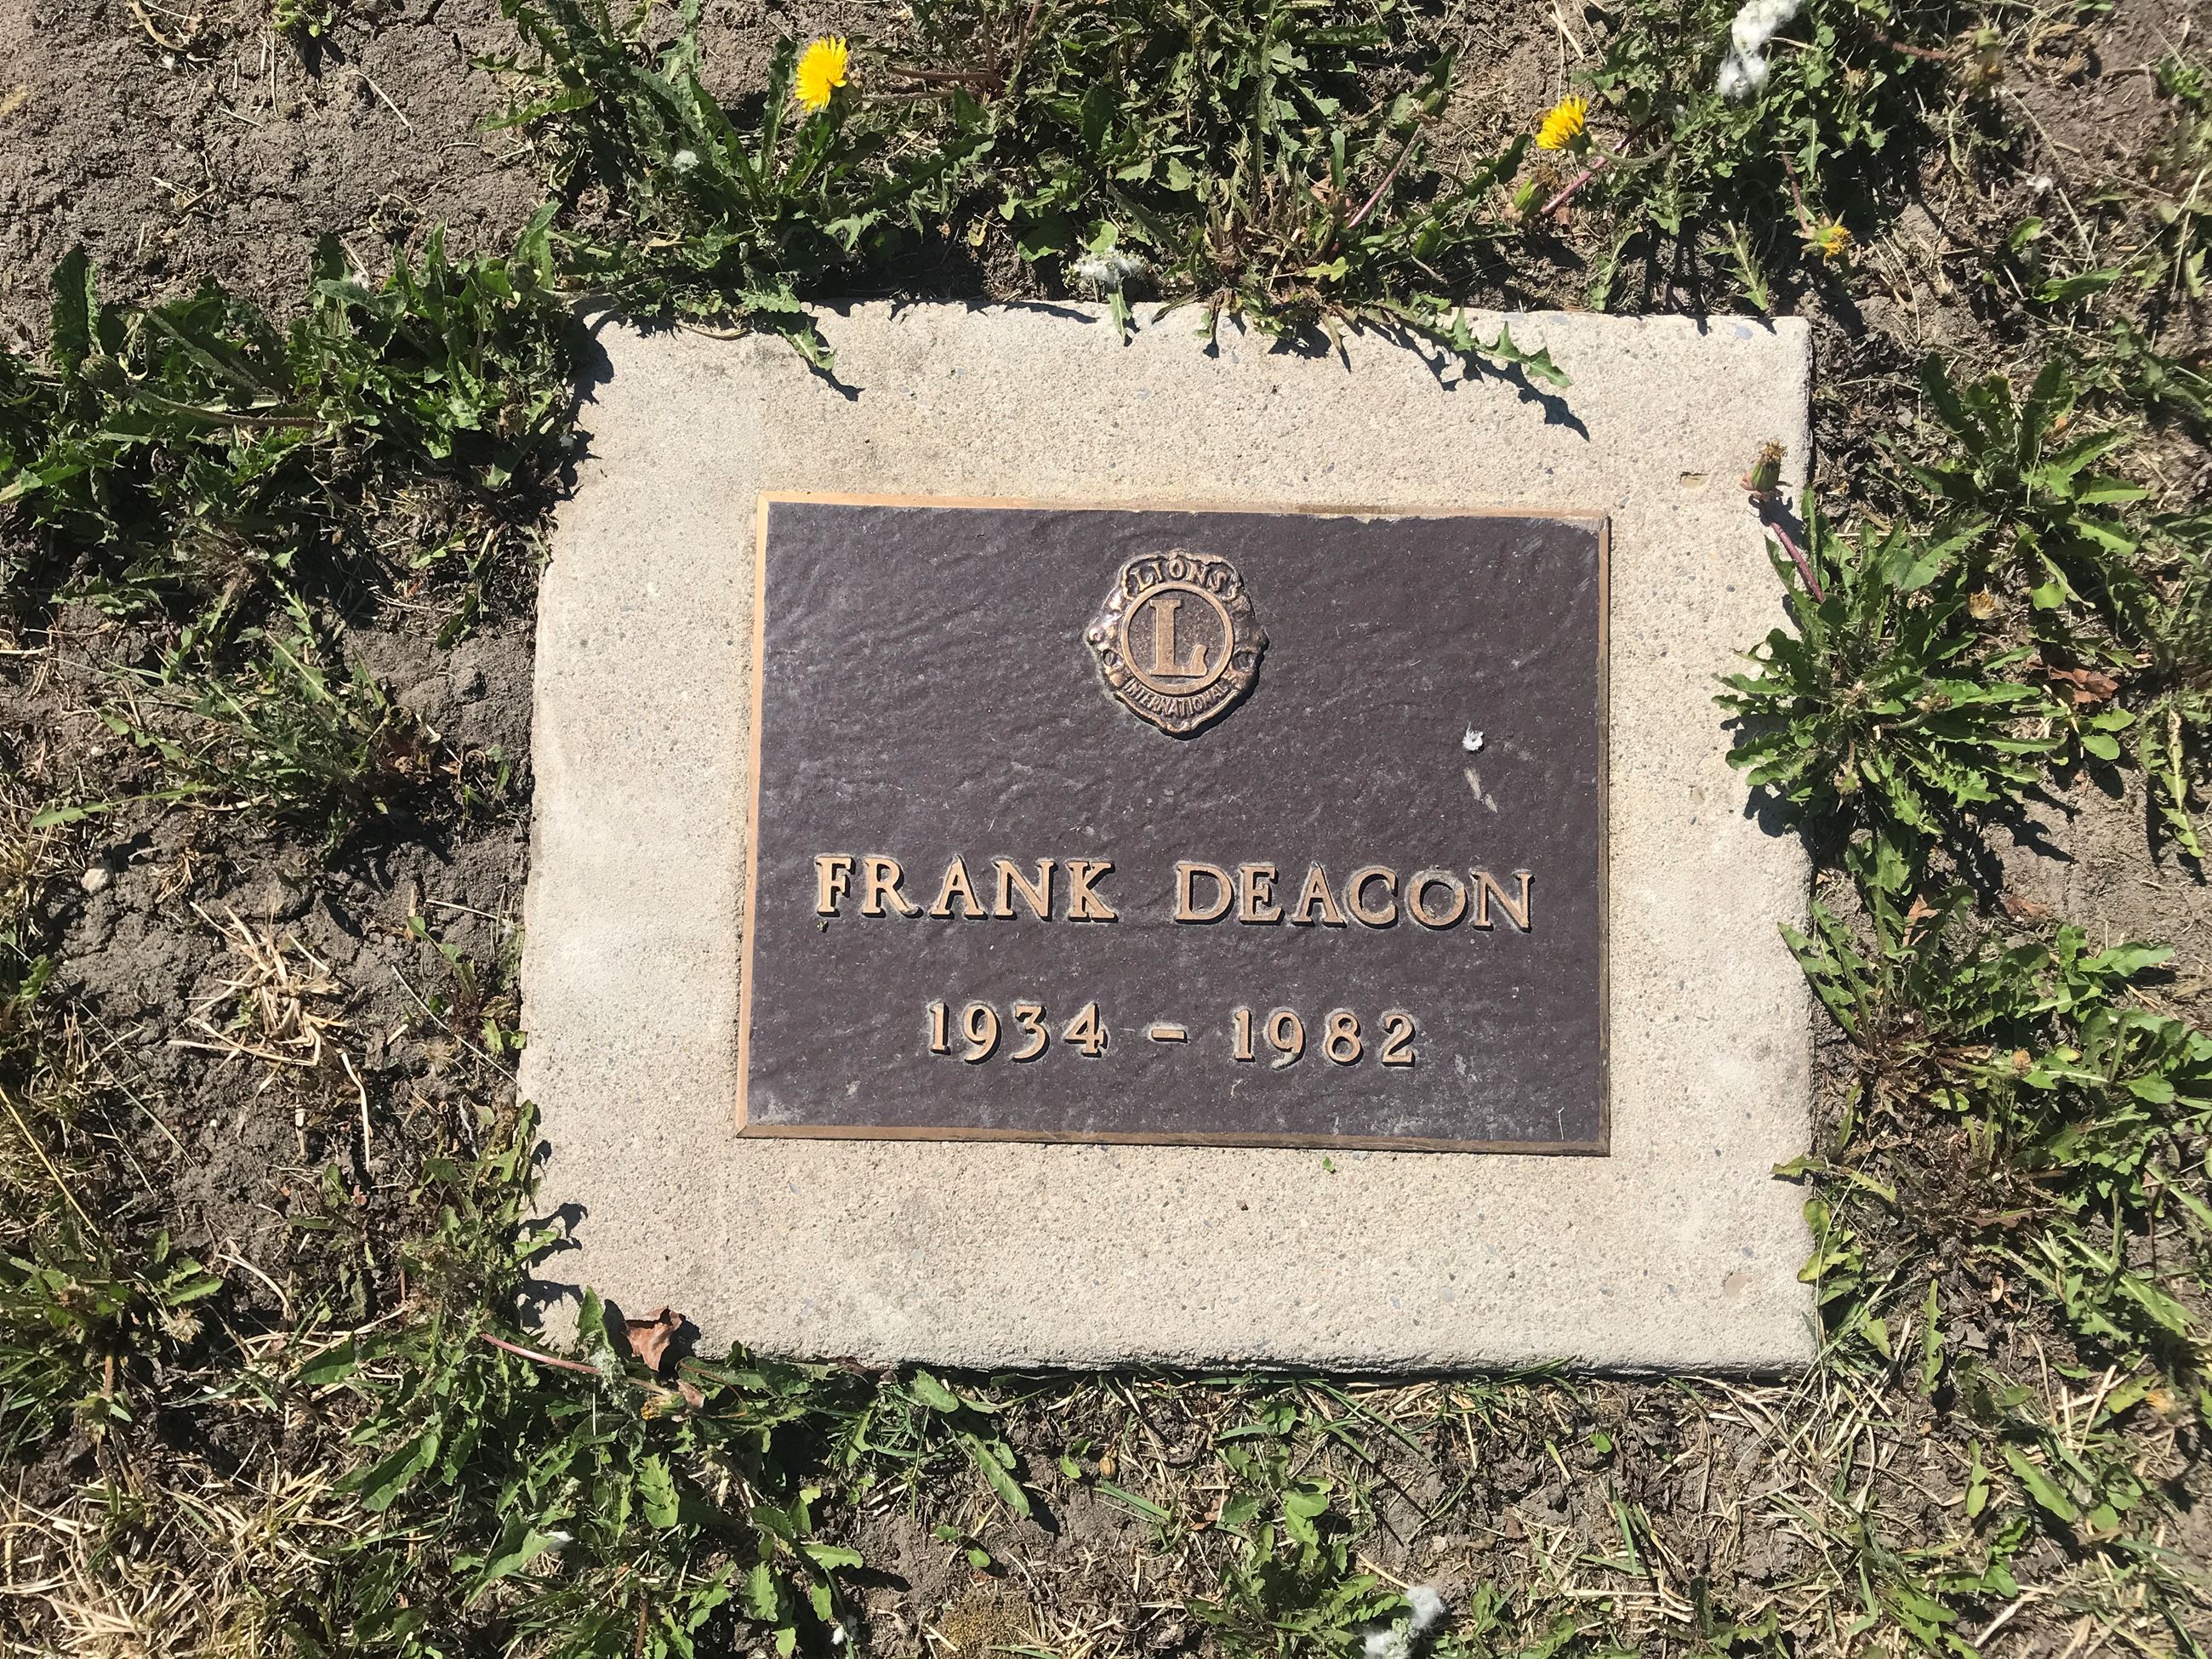 LIONS
L
INTERNATIONAL
FRANK DEACON
1934 - 1982